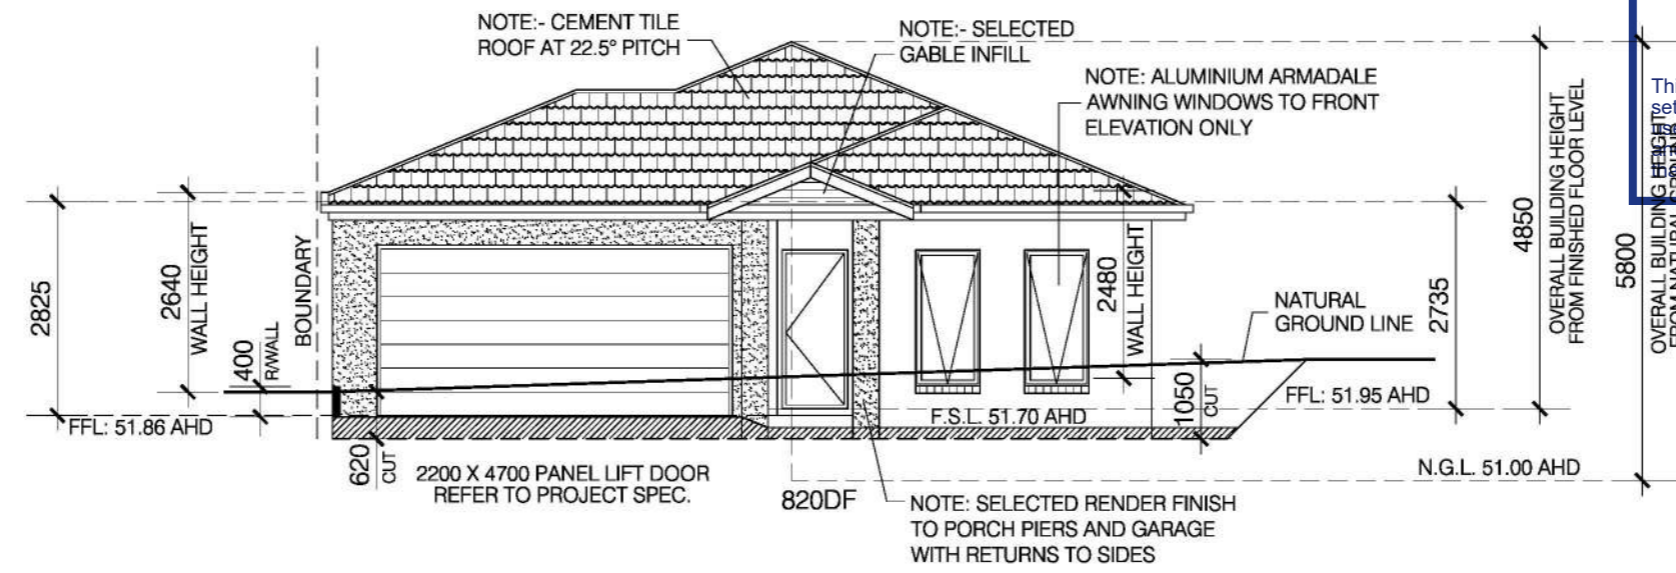 NOTE:- CEMENT TILE
ROOF AT 22.5° PITCH
NOTE:- SELECTED
GABLE INFILL
NOTE: ALUMINIUM ARMADALE
AWNING WINDOWS TO FRONT
ELEVATION ONLY
2825
2640
WALL HEIGHT
400
R/WALL
BOUNDARY
FFL: 51.86 AHD
620
CUT
2200 X 4700 PANEL LIFT DOOR
REFER TO PROJECT SPEC.
820DF
2480
WALL HEIGHT
F.S.L. 51.70 AHD
1050
CUT
NATURAL
GROUND LINE
FFL: 51.95 AHD
2735
4850
OVERALL BUILDING HEIGHT
FROM FINISHED FLOOR LEVEL
5800
OVERALL BUILDING HEIGHT
FROM NATURAL GROUND
N.G.L. 51.00 AHD
NOTE: SELECTED RENDER FINISH
TO PORCH PIERS AND GARAGE
WITH RETURNS TO SIDES